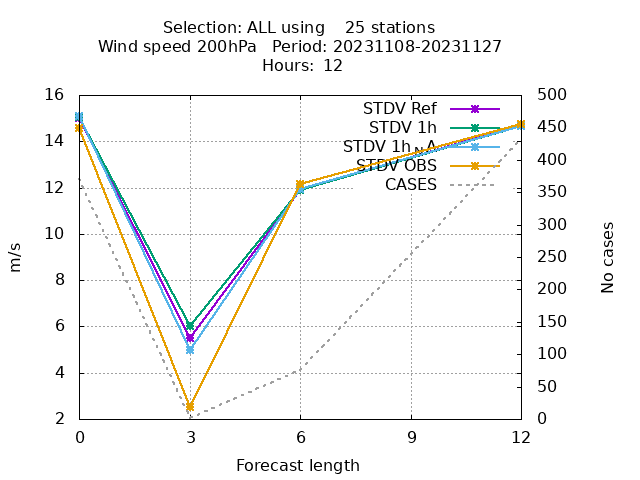 Selection: ALL using    25 stations
Wind speed 200hPa   Period: 20231108-20231127
Hours: 12
16
14
12
10
8
6
4
2
m/s
500
450
400
350
300
250
200
150
100
50
0
No cases
STDV Ref
STDV 1h
STDV 1h_NA
STDV OBS
CASES
0 3 6 9 12
Forecast length